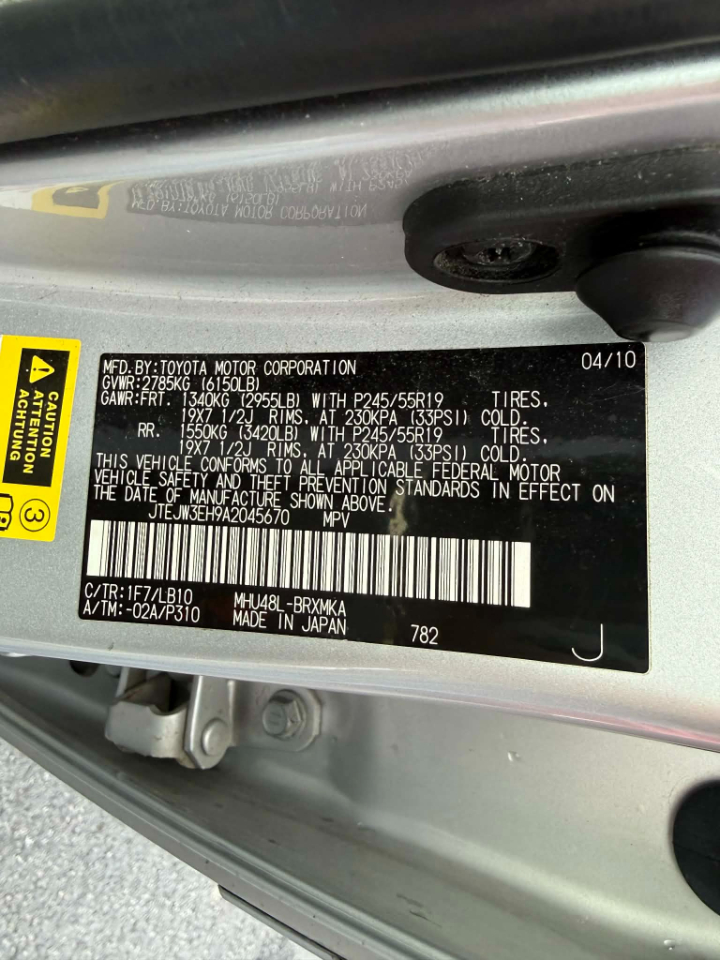 MFD.BY:TOYOTA MOTOR CORPORATION 04/10
GVWR:2785KG (6150LB)
GAWR:FRT. 1340KG (2955LB) WITH P245/55R19 TIRES.
19X7 1/2J RIMS. AT 230KPA (33PSI) COLD.
RR. 1550KG (3420LB) WITH P245/55R19 TIRES.
19X7 1/2J RIMS. AT 230KPA (33PSI) COLD.
THIS VEHICLE CONFORMS TO ALL APPLICABLE FEDERAL MOTOR
VEHICLE SAFETY AND THEFT PREVENTION STANDARDS IN EFFECT ON
THE DATE OF MANUFACTURE SHOWN ABOVE.
JTEJW3EH9A2045670 MPV
C/TR:1F7/LB10 MHU48L-BRXMKA
A/TM:-02A/P310 MADE IN JAPAN 782 J
CAUTION
ATTENTION
ACHTUNG
3